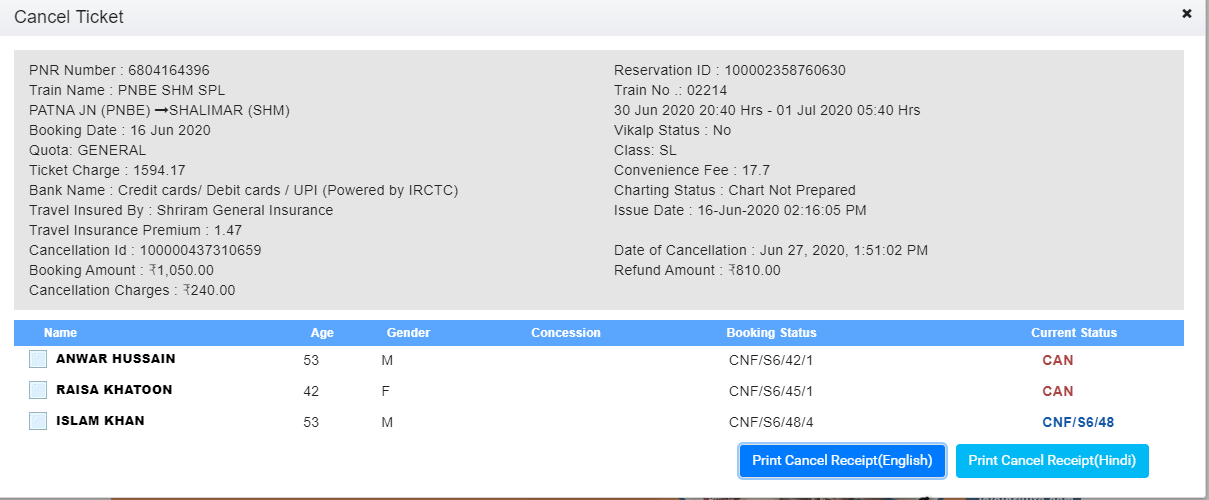 Cancel Ticket
PNR Number : 6804164396 Reservation ID : 100002358760630
Train Name : PNBE SHM SPL Train No .: 02214
PATNA JN (PNBE) →SHALIMAR (SHM) 30 Jun 2020 20:40 Hrs - 01 Jul 2020 05:40 Hrs
Booking Date : 16 Jun 2020 Vikalp Status : No
Quota: GENERAL Class: SL
Ticket Charge : 1594.17 Convenience Fee : 17.7
Bank Name : Credit cards/ Debit cards / UPI (Powered by IRCTC) Charting Status : Chart Not Prepared
Travel Insured By : Shriram General Insurance Issue Date : 16-Jun-2020 02:16:05 PM
Travel Insurance Premium : 1.47
Cancellation Id : 100000437310659 Date of Cancellation : Jun 27, 2020, 1:51:02 PM
Booking Amount : ₹1,050.00 Refund Amount : ₹810.00
Cancellation Charges : ₹240.00
Name Age Gender Concession Booking Status Current Status
ANWAR HUSSAIN 53 M CNF/S6/42/1 CAN
RAISA KHATOON 42 F CNF/S6/45/1 CAN
ISLAM KHAN 53 M CNF/S6/48/4 CNF/S6/48
Print Cancel Receipt(English) Print Cancel Receipt(Hindi)